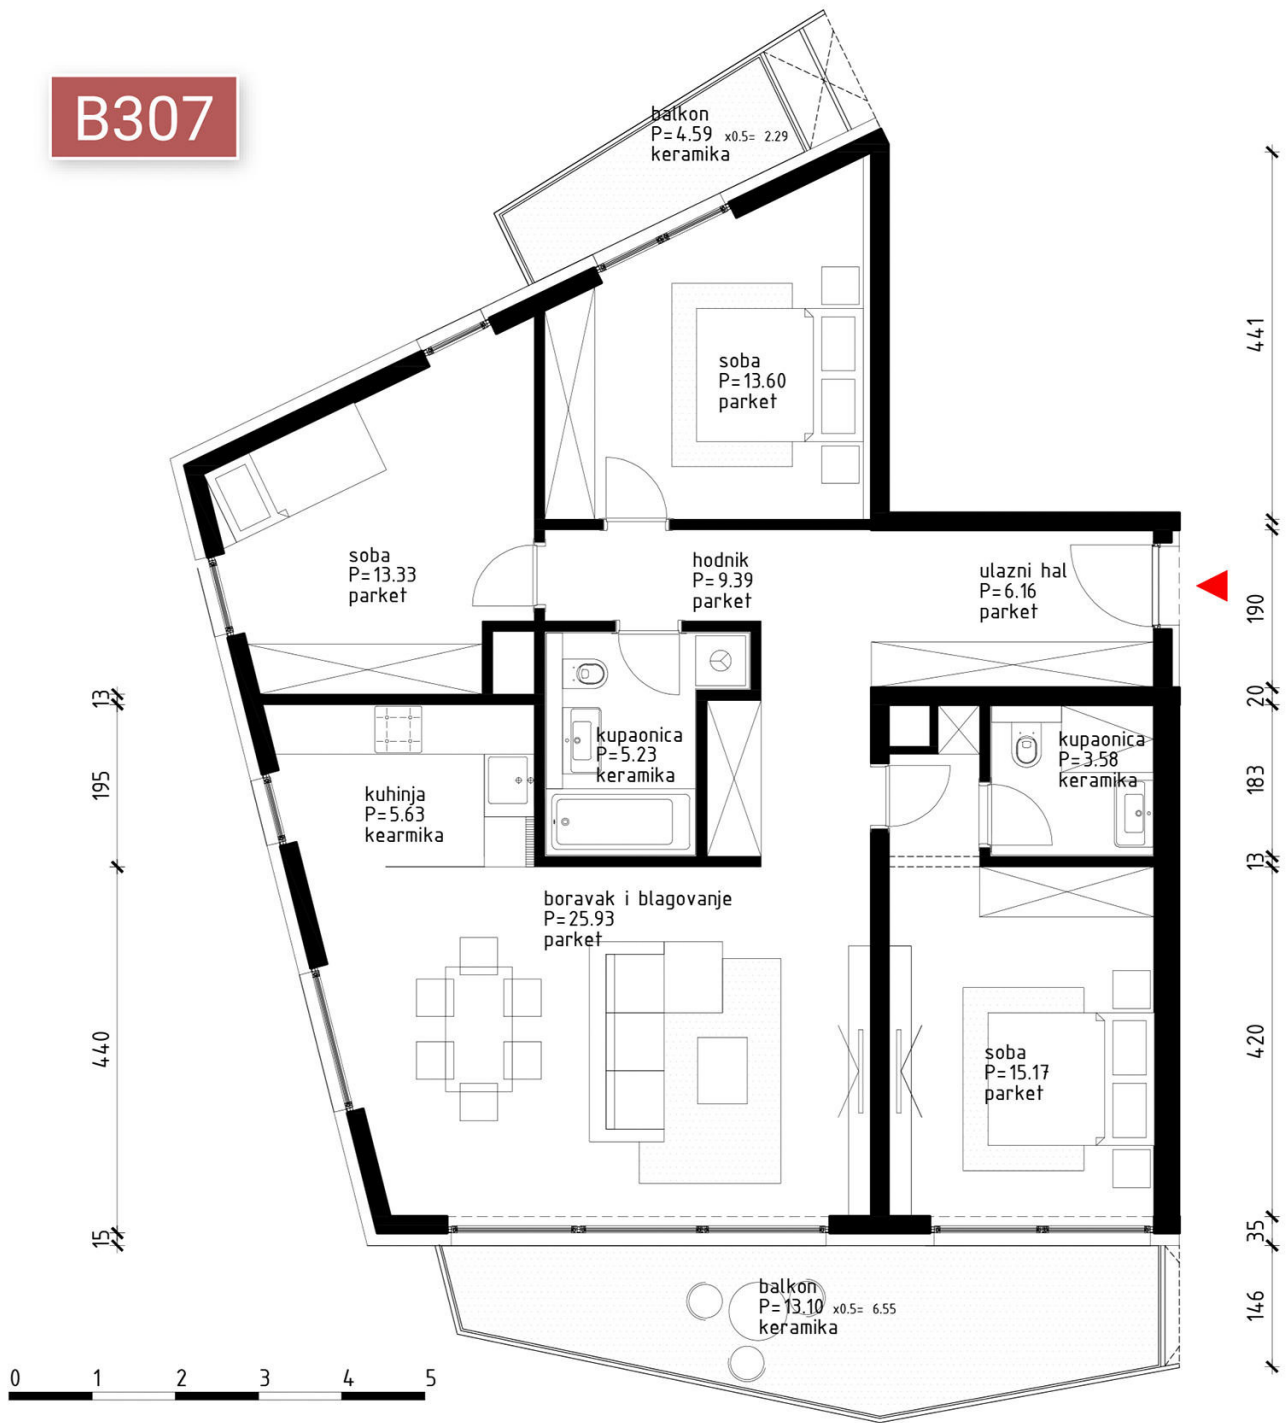 B307
balkon
P=4.59 x0.5= 2.29
keramika
441
soba
P=13.60
parket
soba
P=13.33
parket
hodnik
P=9.39
parket
ulazni hal
P=6.16
parket
190
13
20
kupaonica
P=5.23
keramika
kupaonica
P=3.58
keramika
195
183
kuhinja
P=5.63
kearmika
13
boravak i blagovanje
P=25.93
parket
440
420
soba
P=15.17
parket
15
35
balkon
P=13.10 x0.5= 6.55
keramika
146
0 1 2 3 4 5